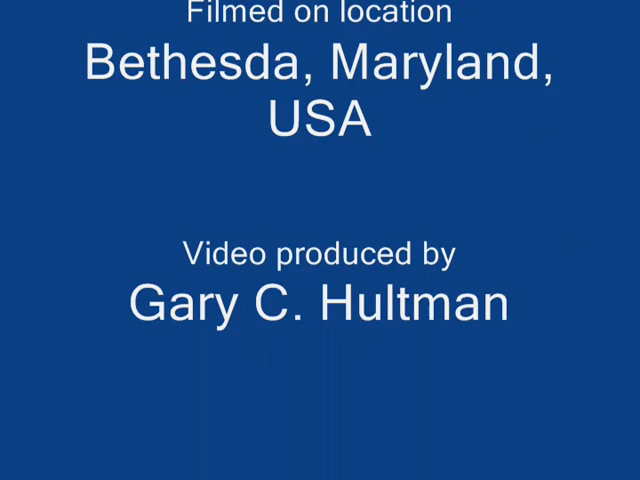 Filmed on location
Bethesda, Maryland,
USA
Video produced by
Gary C. Hultman